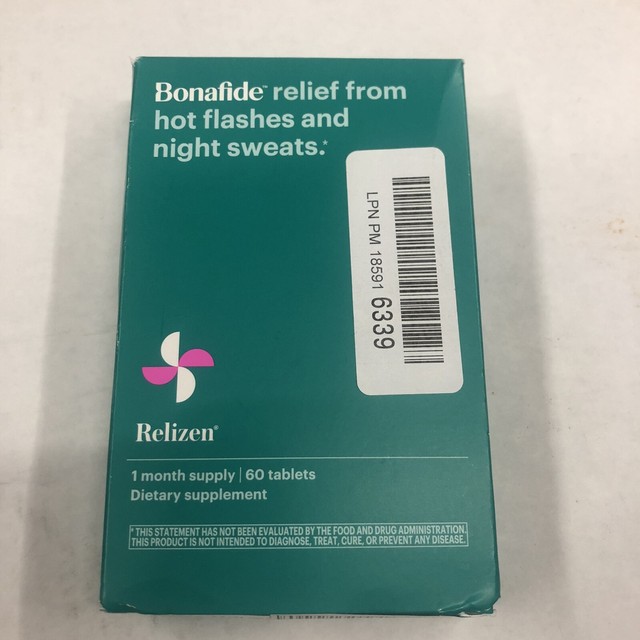 Bonafide™ relief from
hot flashes and
night sweats.*
LPN PM 18591 6339
Relizen®
1 month supply | 60 tablets
Dietary supplement
* THIS STATEMENT HAS NOT BEEN EVALUATED BY THE FOOD AND DRUG ADMINISTRATION.
THIS PRODUCT IS NOT INTENDED TO DIAGNOSE, TREAT, CURE, OR PREVENT ANY DISEASE.